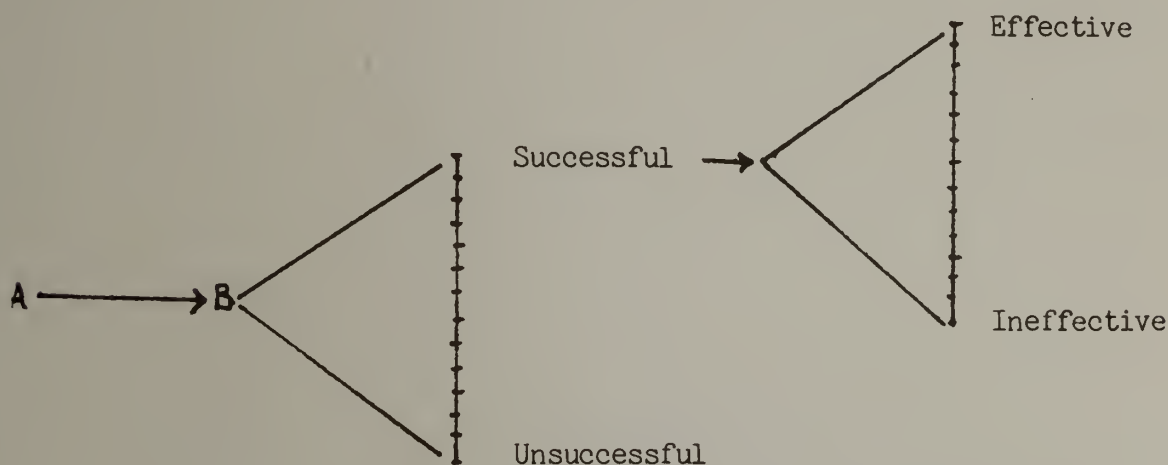 Effective
Successful
A B
Ineffective
Unsuccessful